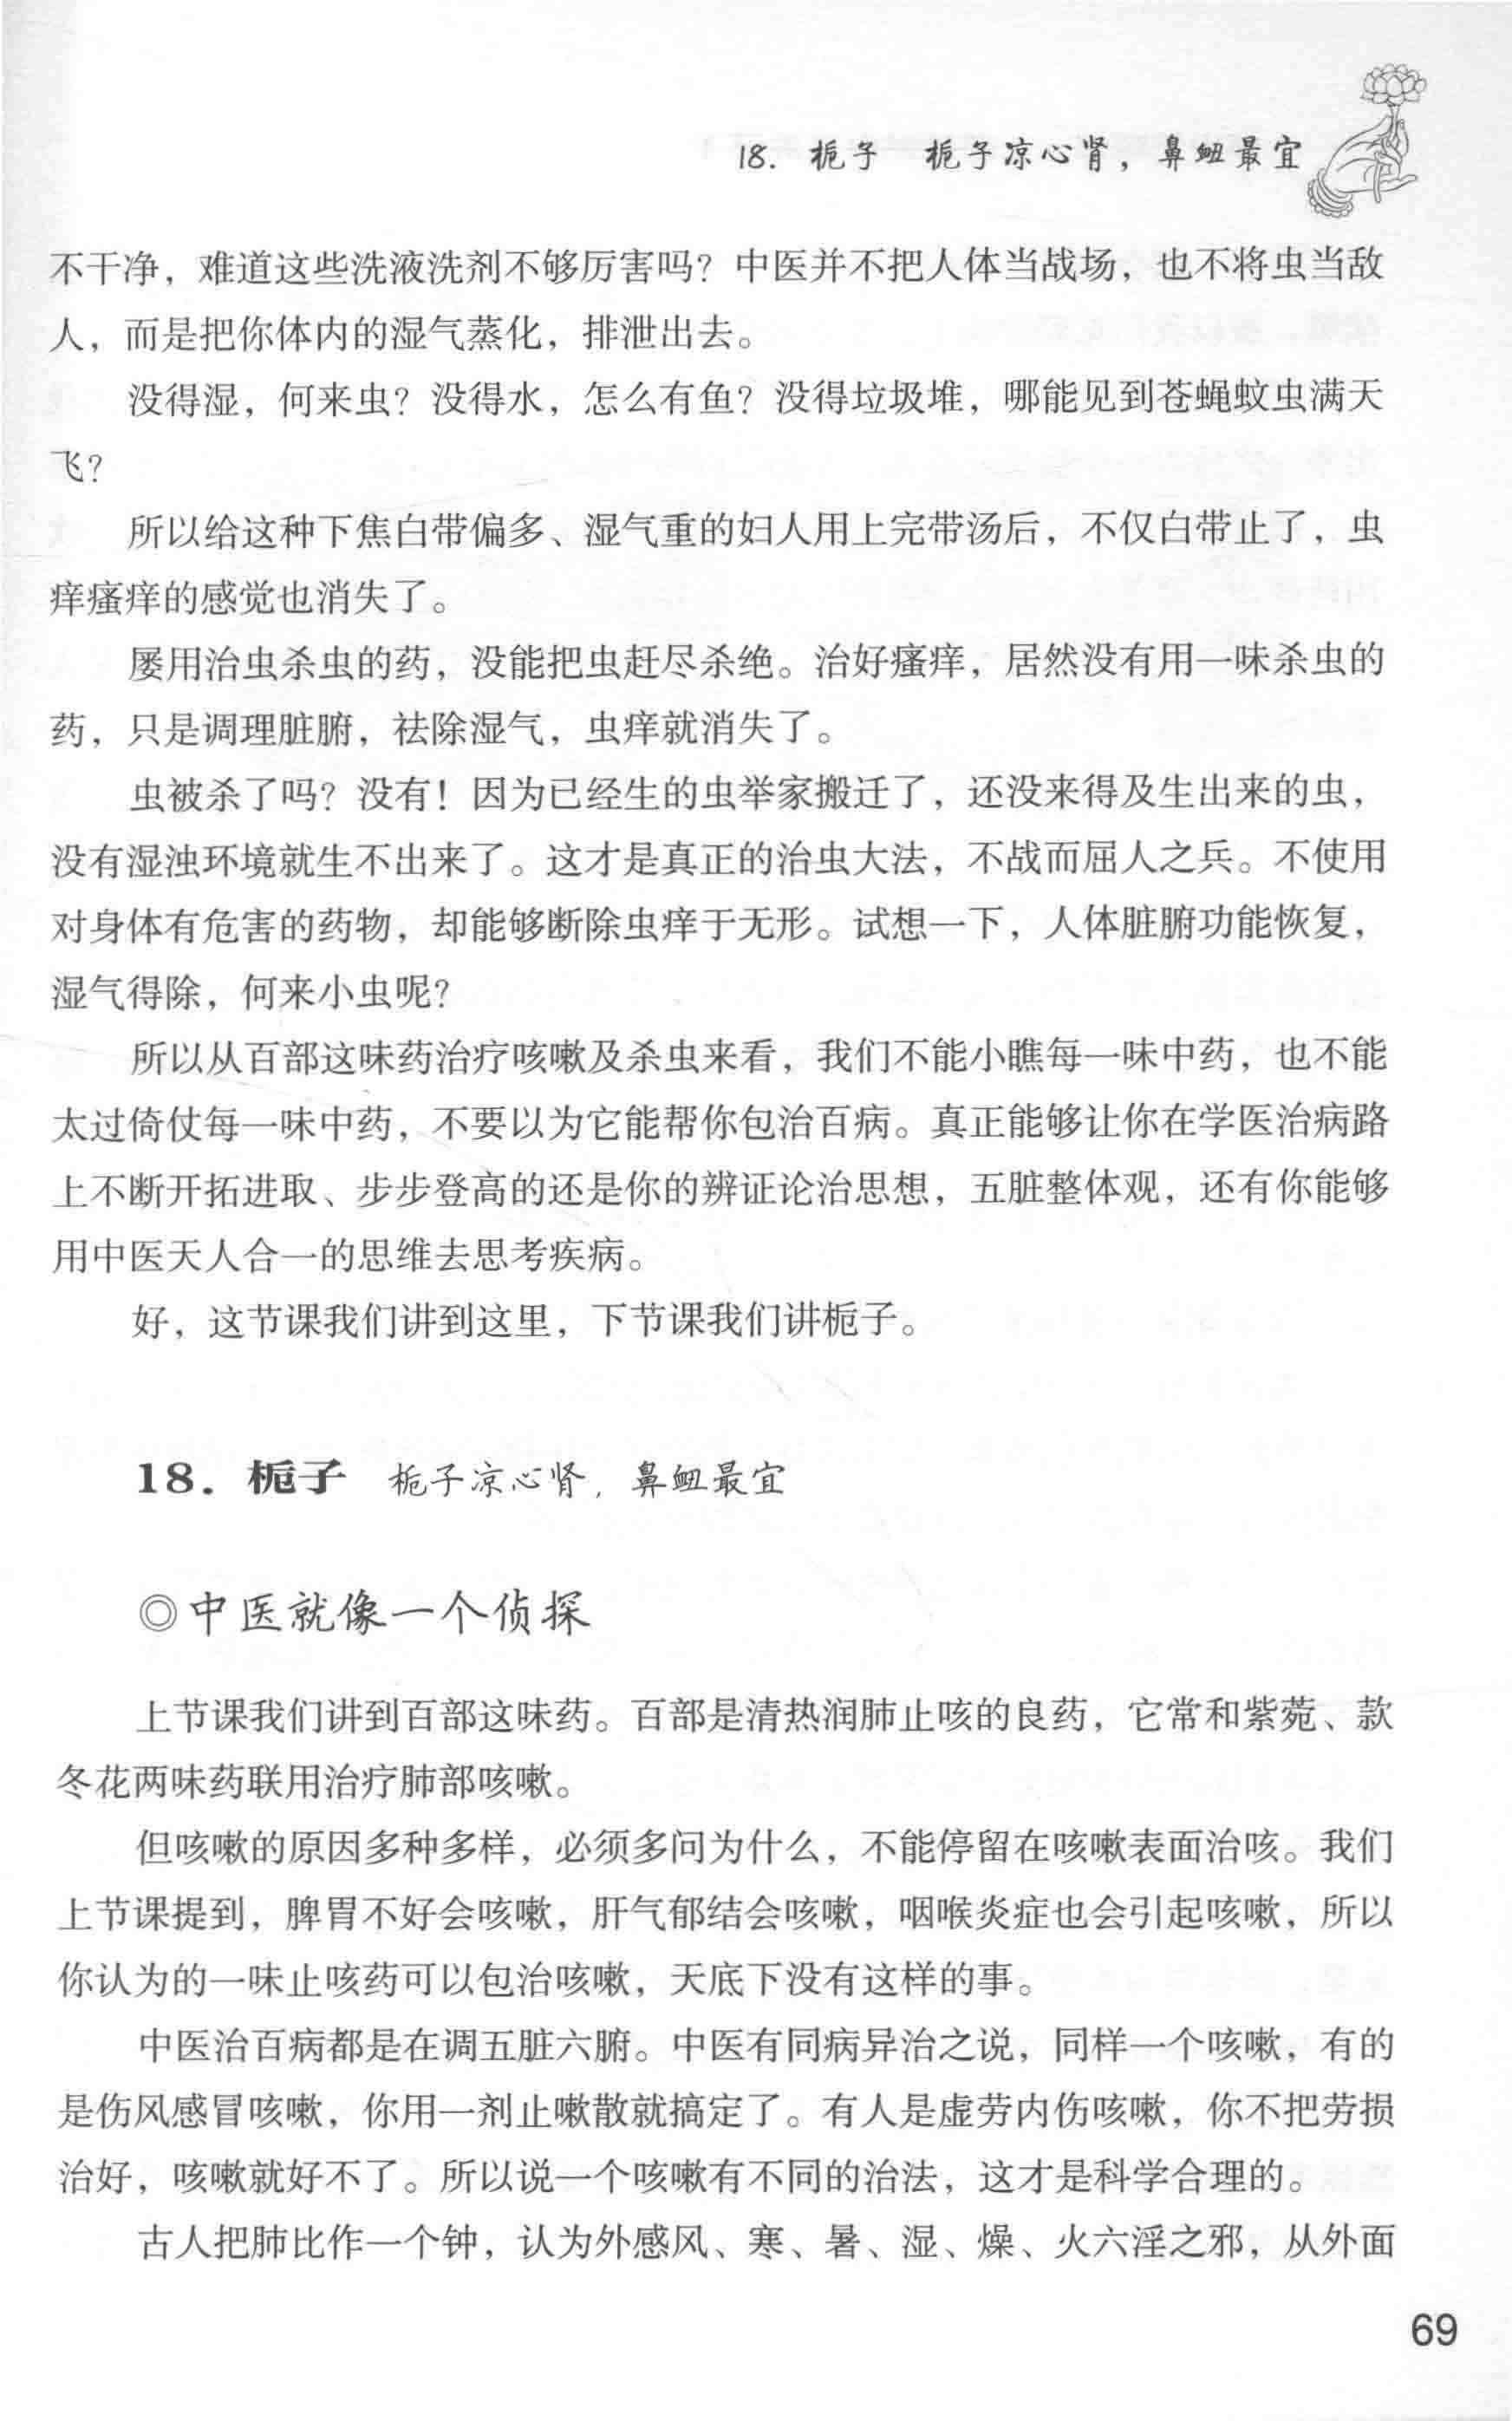 18. 栀子　栀子凉心肾，鼻衄最宜
不干净，难道这些洗液洗剂不够厉害吗？中医并不把人体当战场，也不将虫当敌
人，而是把你体内的湿气蒸化，排泄出去。
没得湿，何来虫？没得水，怎么有鱼？没得垃圾堆，哪能见到苍蝇蚊虫满天
飞？
所以给这种下焦白带偏多、湿气重的妇人用上完带汤后，不仅白带止了，虫
痒瘙痒的感觉也消失了。
屡用治虫杀虫的药，没能把虫赶尽杀绝。治好瘙痒，居然没有用一味杀虫的
药，只是调理脏腑，祛除湿气，虫痒就消失了。
虫被杀了吗？没有！因为已经生的虫举家搬迁了，还没来得及生出来的虫，
没有湿浊环境就生不出来了。这才是真正的治虫大法，不战而屈人之兵。不使用
对身体有危害的药物，却能够断除虫痒于无形。试想一下，人体脏腑功能恢复，
湿气得除，何来小虫呢？
所以从百部这味药治疗咳嗽及杀虫来看，我们不能小瞧每一味中药，也不能
太过倚仗每一味中药，不要以为它能帮你包治百病。真正能够让你在学医治病路
上不断开拓进取、步步登高的还是你的辨证论治思想，五脏整体观，还有你能够
用中医天人合一的思维去思考疾病。
好，这节课我们讲到这里，下节课我们讲栀子。
18. 栀子　栀子凉心肾，鼻衄最宜
◎中医就像一个侦探
上节课我们讲到百部这味药。百部是清热润肺止咳的良药，它常和紫菀、款
冬花两味药联用治疗肺部咳嗽。
但咳嗽的原因多种多样，必须多问为什么，不能停留在咳嗽表面治咳。我们
上节课提到，脾胃不好会咳嗽，肝气郁结会咳嗽，咽喉炎症也会引起咳嗽，所以
你认为的一味止咳药可以包治咳嗽，天底下没有这样的事。
中医治百病都是在调五脏六腑。中医有同病异治之说，同样一个咳嗽，有的
是伤风感冒咳嗽，你用一剂止嗽散就搞定了。有人是虚劳内伤咳嗽，你不把劳损
治好，咳嗽就好不了。所以说一个咳嗽有不同的治法，这才是科学合理的。
古人把肺比作一个钟，认为外感风、寒、暑、湿、燥、火六淫之邪，从外面
69